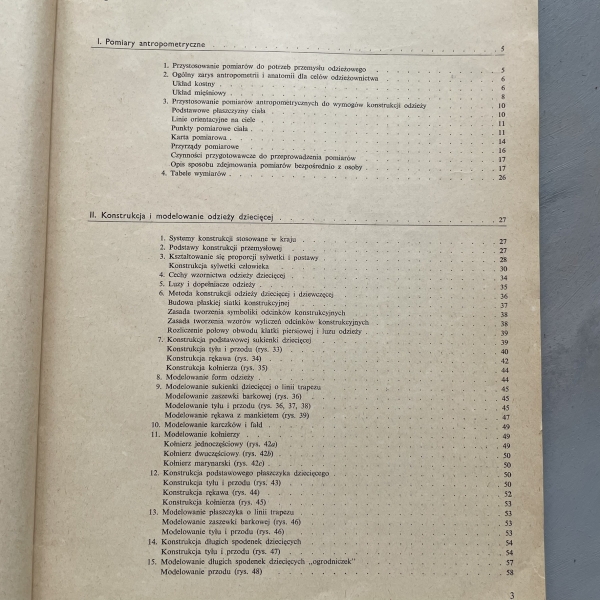 I. Pomiary antropometryczne 5
1. Przystosowanie pomiarów do potrzeb przemysłu odzieżowego 5
2. Ogólny zarys antropometrii i anatomii dla celów odzieżownictwa 6
Układ kostny 6
Układ mięśniowy 8
3. Przystosowanie pomiarów antropometrycznych do wymogów konstrukcji odzieży 10
Podstawowe płaszczyzny ciała 10
Linie orientacyjne na ciele 11
Punkty pomiarowe ciała 11
Karta pomiarowa 14
Przyrządy pomiarowe 16
Czynności przygotowawcze do przeprowadzenia pomiarów 17
Opis sposobu zdejmowania pomiarów bezpośrednio z osoby 17
4. Tabele wymiarów 26
II. Konstrukcja i modelowanie odzieży dziecięcej 27
1. Systemy konstrukcji stosowane w kraju 27
2. Podstawy konstrukcji przemysłowej 27
3. Kształtowanie się proporcji sylwetki i postawy 28
Konstrukcja sylwetki człowieka 30
4. Cechy wzornictwa odzieży dziecięcej 34
5. Luzy i dopełniacze odzieży 35
6. Metoda konstrukcji odzieży dziecięcej i dziewczęcej 36
Budowa płaskiej siatki konstrukcyjnej 37
Zasada tworzenia symboliki odcinków konstrukcyjnych 38
Zasada tworzenia wzorów wyliczeń odcinków konstrukcyjnych 38
Rozliczenie połowy obwodu klatki piersiowej i luzu odzieży 39
7. Konstrukcja podstawowej sukienki dziecięcej 39
Konstrukcja tyłu i przodu (rys. 33) 40
Konstrukcja rękawa (rys. 34) 42
Konstrukcja kołnierza (rys. 35) 44
8. Modelowanie form odzieży 44
9. Modelowanie sukienki dziecięcej o linii trapezu 45
Modelowanie zaszewki barkowej (rys. 36) 45
Modelowanie tyłu i przodu (rys. 36, 37, 38) 45
Modelowanie rękawa z mankietem (rys. 39) 47
10. Modelowanie karczków i fałd 49
11. Modelowanie kołnierzy 49
Kołnierz jednoczęściowy (rys. 42a) 49
Kołnierz dwuczęściowy (rys. 42b) 50
Kołnierz marynarski (rys. 42c) 50
12. Konstrukcja podstawowego płaszczyka dziecięcego 50
Konstrukcja tyłu i przodu (rys. 43) 50
Konstrukcja rękawa (rys. 44) 52
Konstrukcja kołnierza (rys. 45) 53
13. Modelowanie płaszczyka o linii trapezu 53
Modelowanie zaszewki barkowej (rys. 46) 53
Modelowanie tyłu i przodu (rys. 46) 53
14. Konstrukcja długich spodenek dziecięcych 54
Konstrukcja tyłu i przodu (rys. 47) 54
15. Modelowanie długich spodenek dziecięcych „ogrodniczek” 57
Modelowanie przodu (rys. 48) 58
3